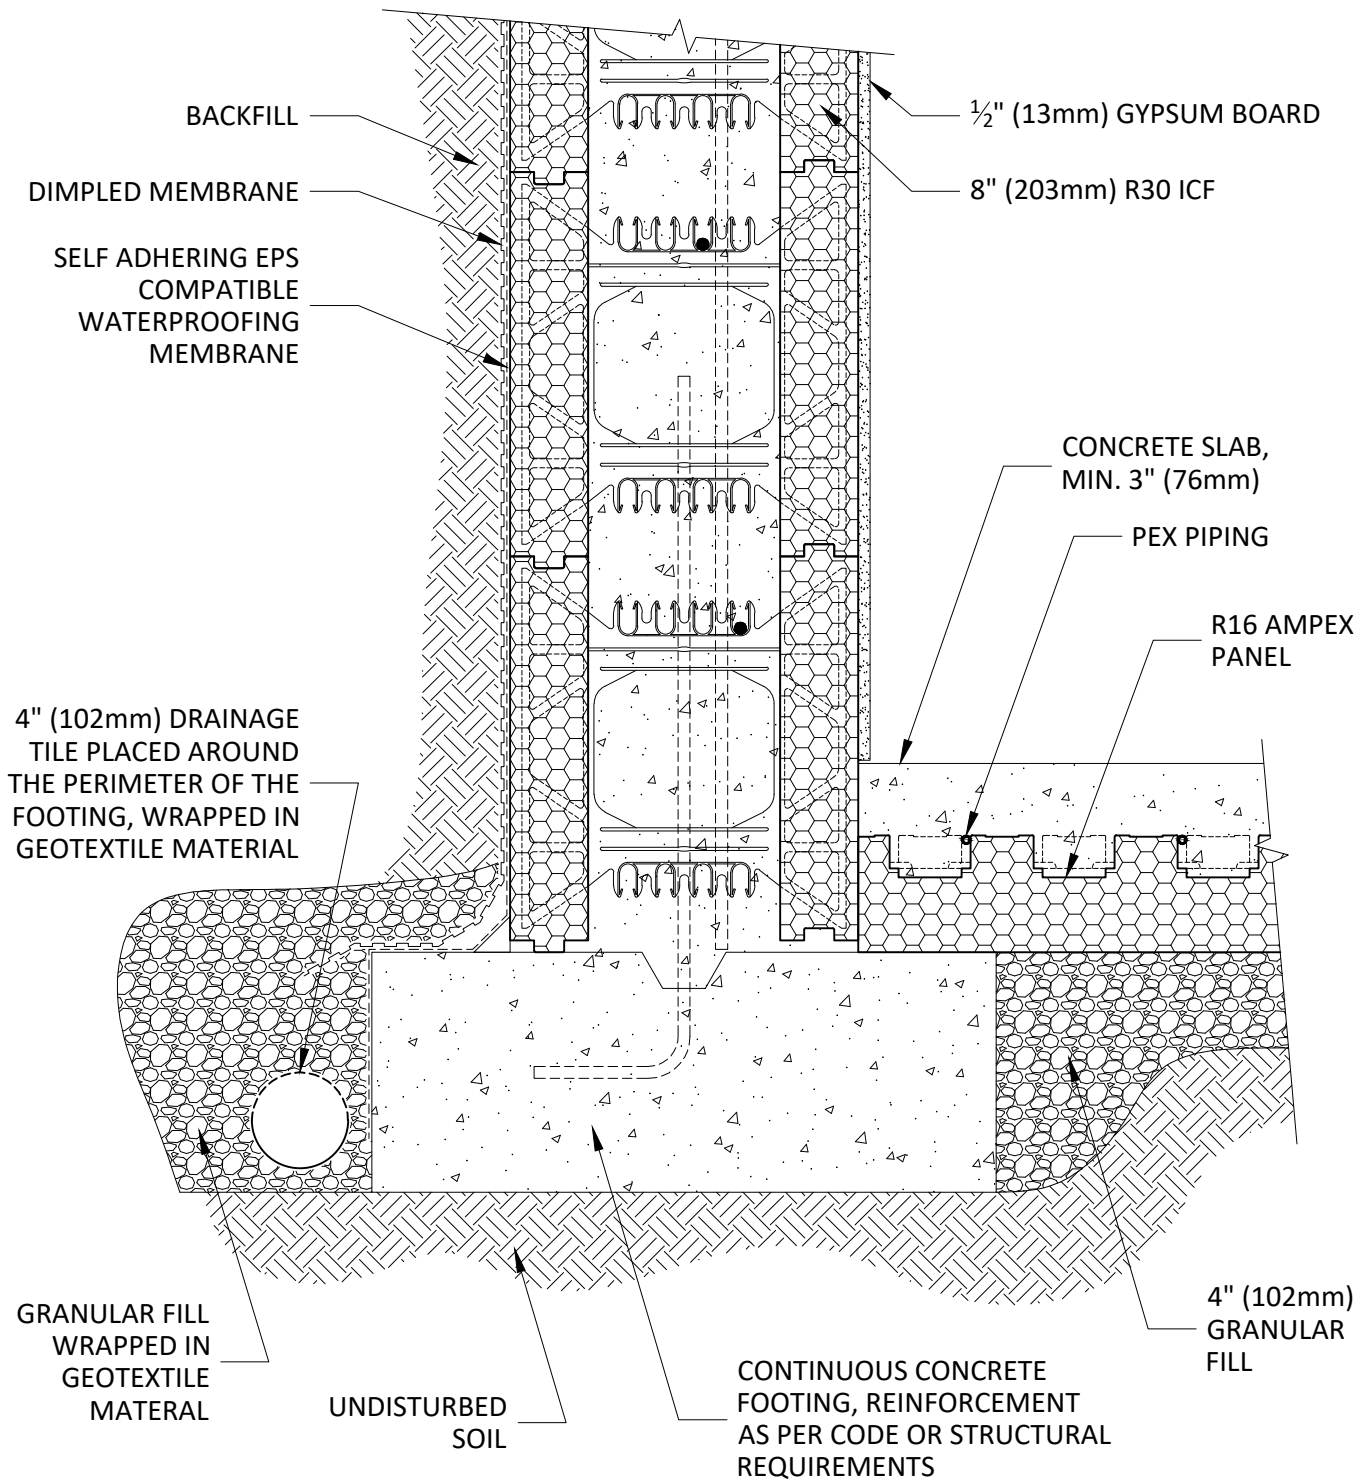 BACKFILL
DIMPLED MEMBRANE
SELF ADHERING EPS
COMPATIBLE
WATERPROOFING
MEMBRANE
½" (13mm) GYPSUM BOARD
8" (203mm) R30 ICF
CONCRETE SLAB,
MIN. 3" (76mm)
PEX PIPING
R16 AMPEX
PANEL
4" (102mm) DRAINAGE
TILE PLACED AROUND
THE PERIMETER OF THE
FOOTING, WRAPPED IN
GEOTEXTILE MATERIAL
GRANULAR FILL
WRAPPED IN
GEOTEXTILE
MATERAL
UNDISTURBED
SOIL
CONTINUOUS CONCRETE
FOOTING, REINFORCEMENT
AS PER CODE OR STRUCTURAL
REQUIREMENTS
4" (102mm)
GRANULAR
FILL